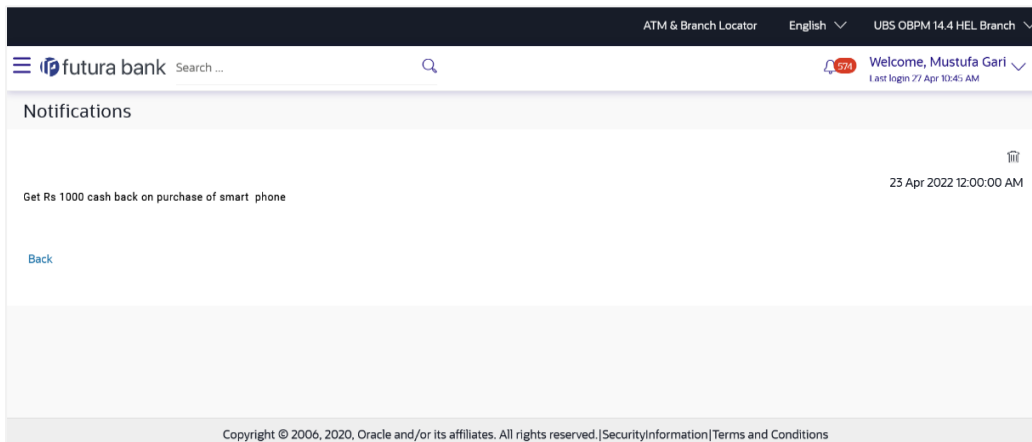 ATM & Branch Locator English UBS OBPM 14.4 HEL Branch
futura bank Search ... 574 Welcome, Mustufa Gari
Last login 27 Apr 10:45 AM
Notifications
23 Apr 2022 12:00:00 AM
Get Rs 1000 cash back on purchase of smart phone
Back
Copyright © 2006, 2020, Oracle and/or its affiliates. All rights reserved.|SecurityInformation|Terms and Conditions